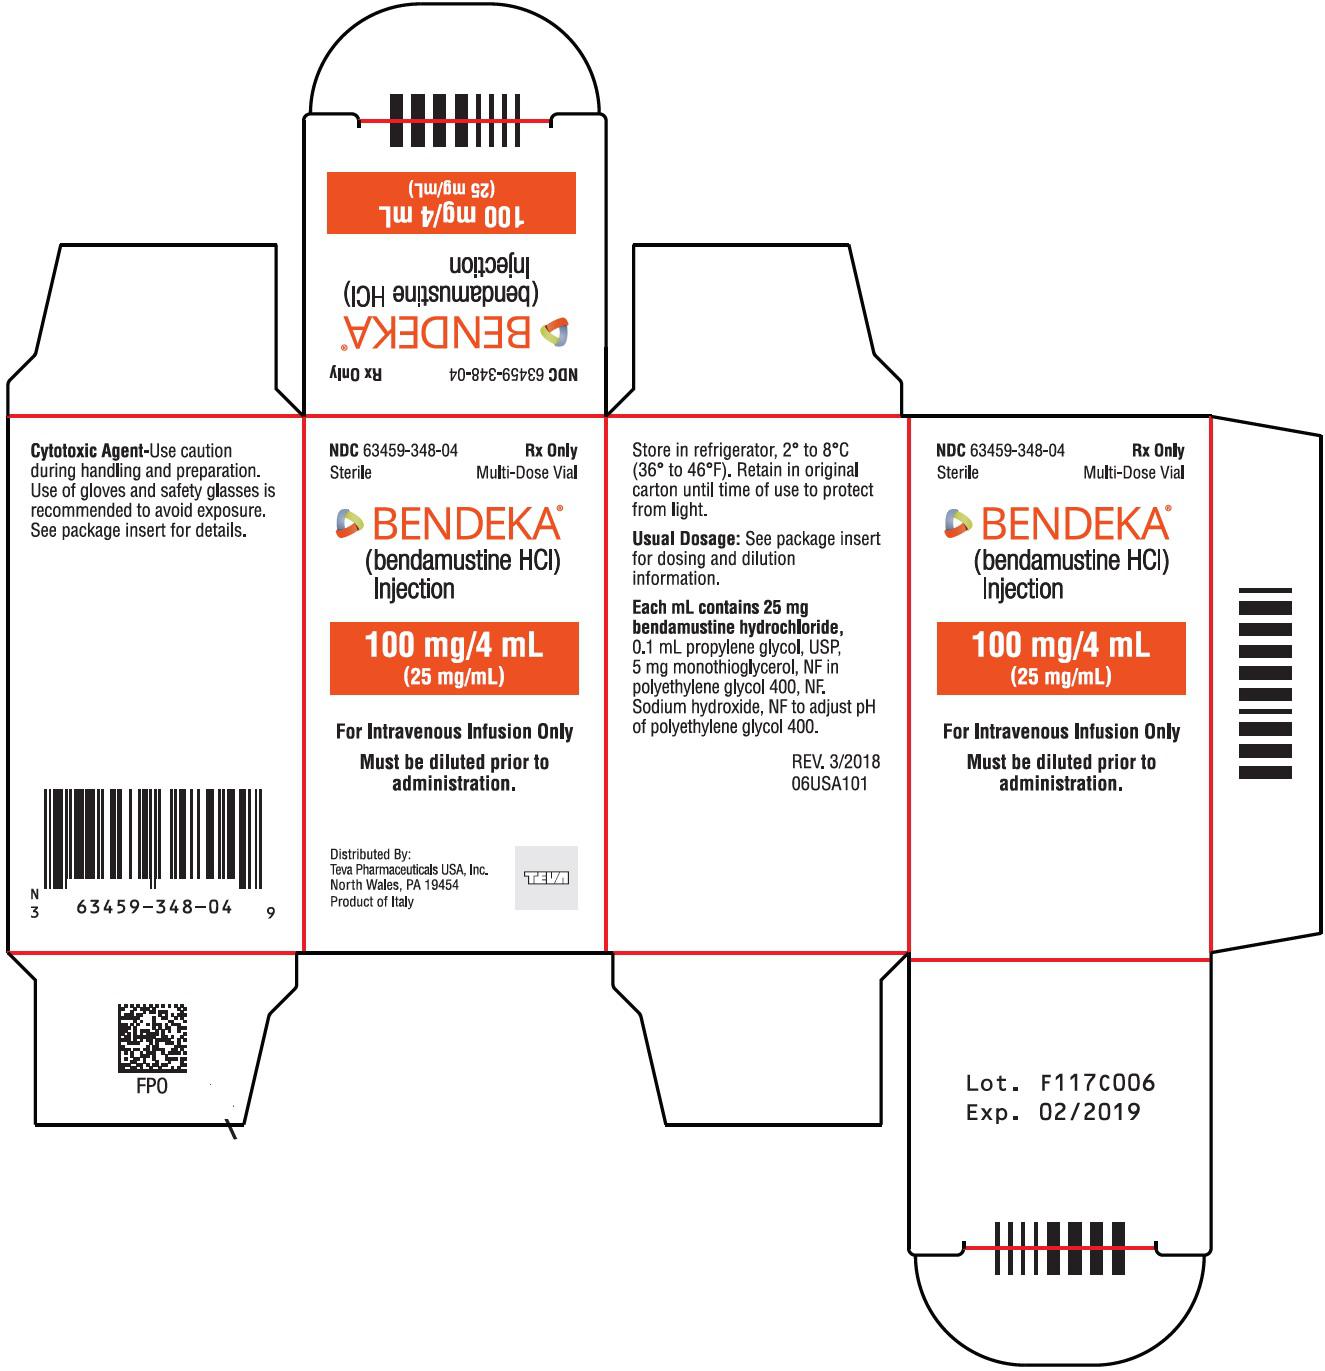 100 mg/4 mL
(25 mg/mL)
BENDEKA®
(bendamustine HCl)
Injection
NDC 63459-348-04 Rx Only
Cytotoxic Agent-Use caution
during handling and preparation.
Use of gloves and safety glasses is
recommended to avoid exposure.
See package insert for details.
N
3 63459-348-04 9
FPO
NDC 63459-348-04 Rx Only
Sterile Multi-Dose Vial
BENDEKA®
(bendamustine HCl)
Injection
100 mg/4 mL
(25 mg/mL)
For Intravenous Infusion Only
Must be diluted prior to
administration.
Distributed By:
Teva Pharmaceuticals USA, Inc.
North Wales, PA 19454
Product of Italy
TEVA
Store in refrigerator, 2° to 8°C
(36° to 46°F). Retain in original
carton until time of use to protect
from light.
Usual Dosage: See package insert
for dosing and dilution
information.
Each mL contains 25 mg
bendamustine hydrochloride,
0.1 mL propylene glycol, USP,
5 mg monothioglycerol, NF in
polyethylene glycol 400, NF.
Sodium hydroxide, NF to adjust pH
of polyethylene glycol 400.
REV. 3/2018
06USA101
NDC 63459-348-04 Rx Only
Sterile Multi-Dose Vial
BENDEKA®
(bendamustine HCl)
Injection
100 mg/4 mL
(25 mg/mL)
For Intravenous Infusion Only
Must be diluted prior to
administration.
Lot. F117C006
Exp. 02/2019